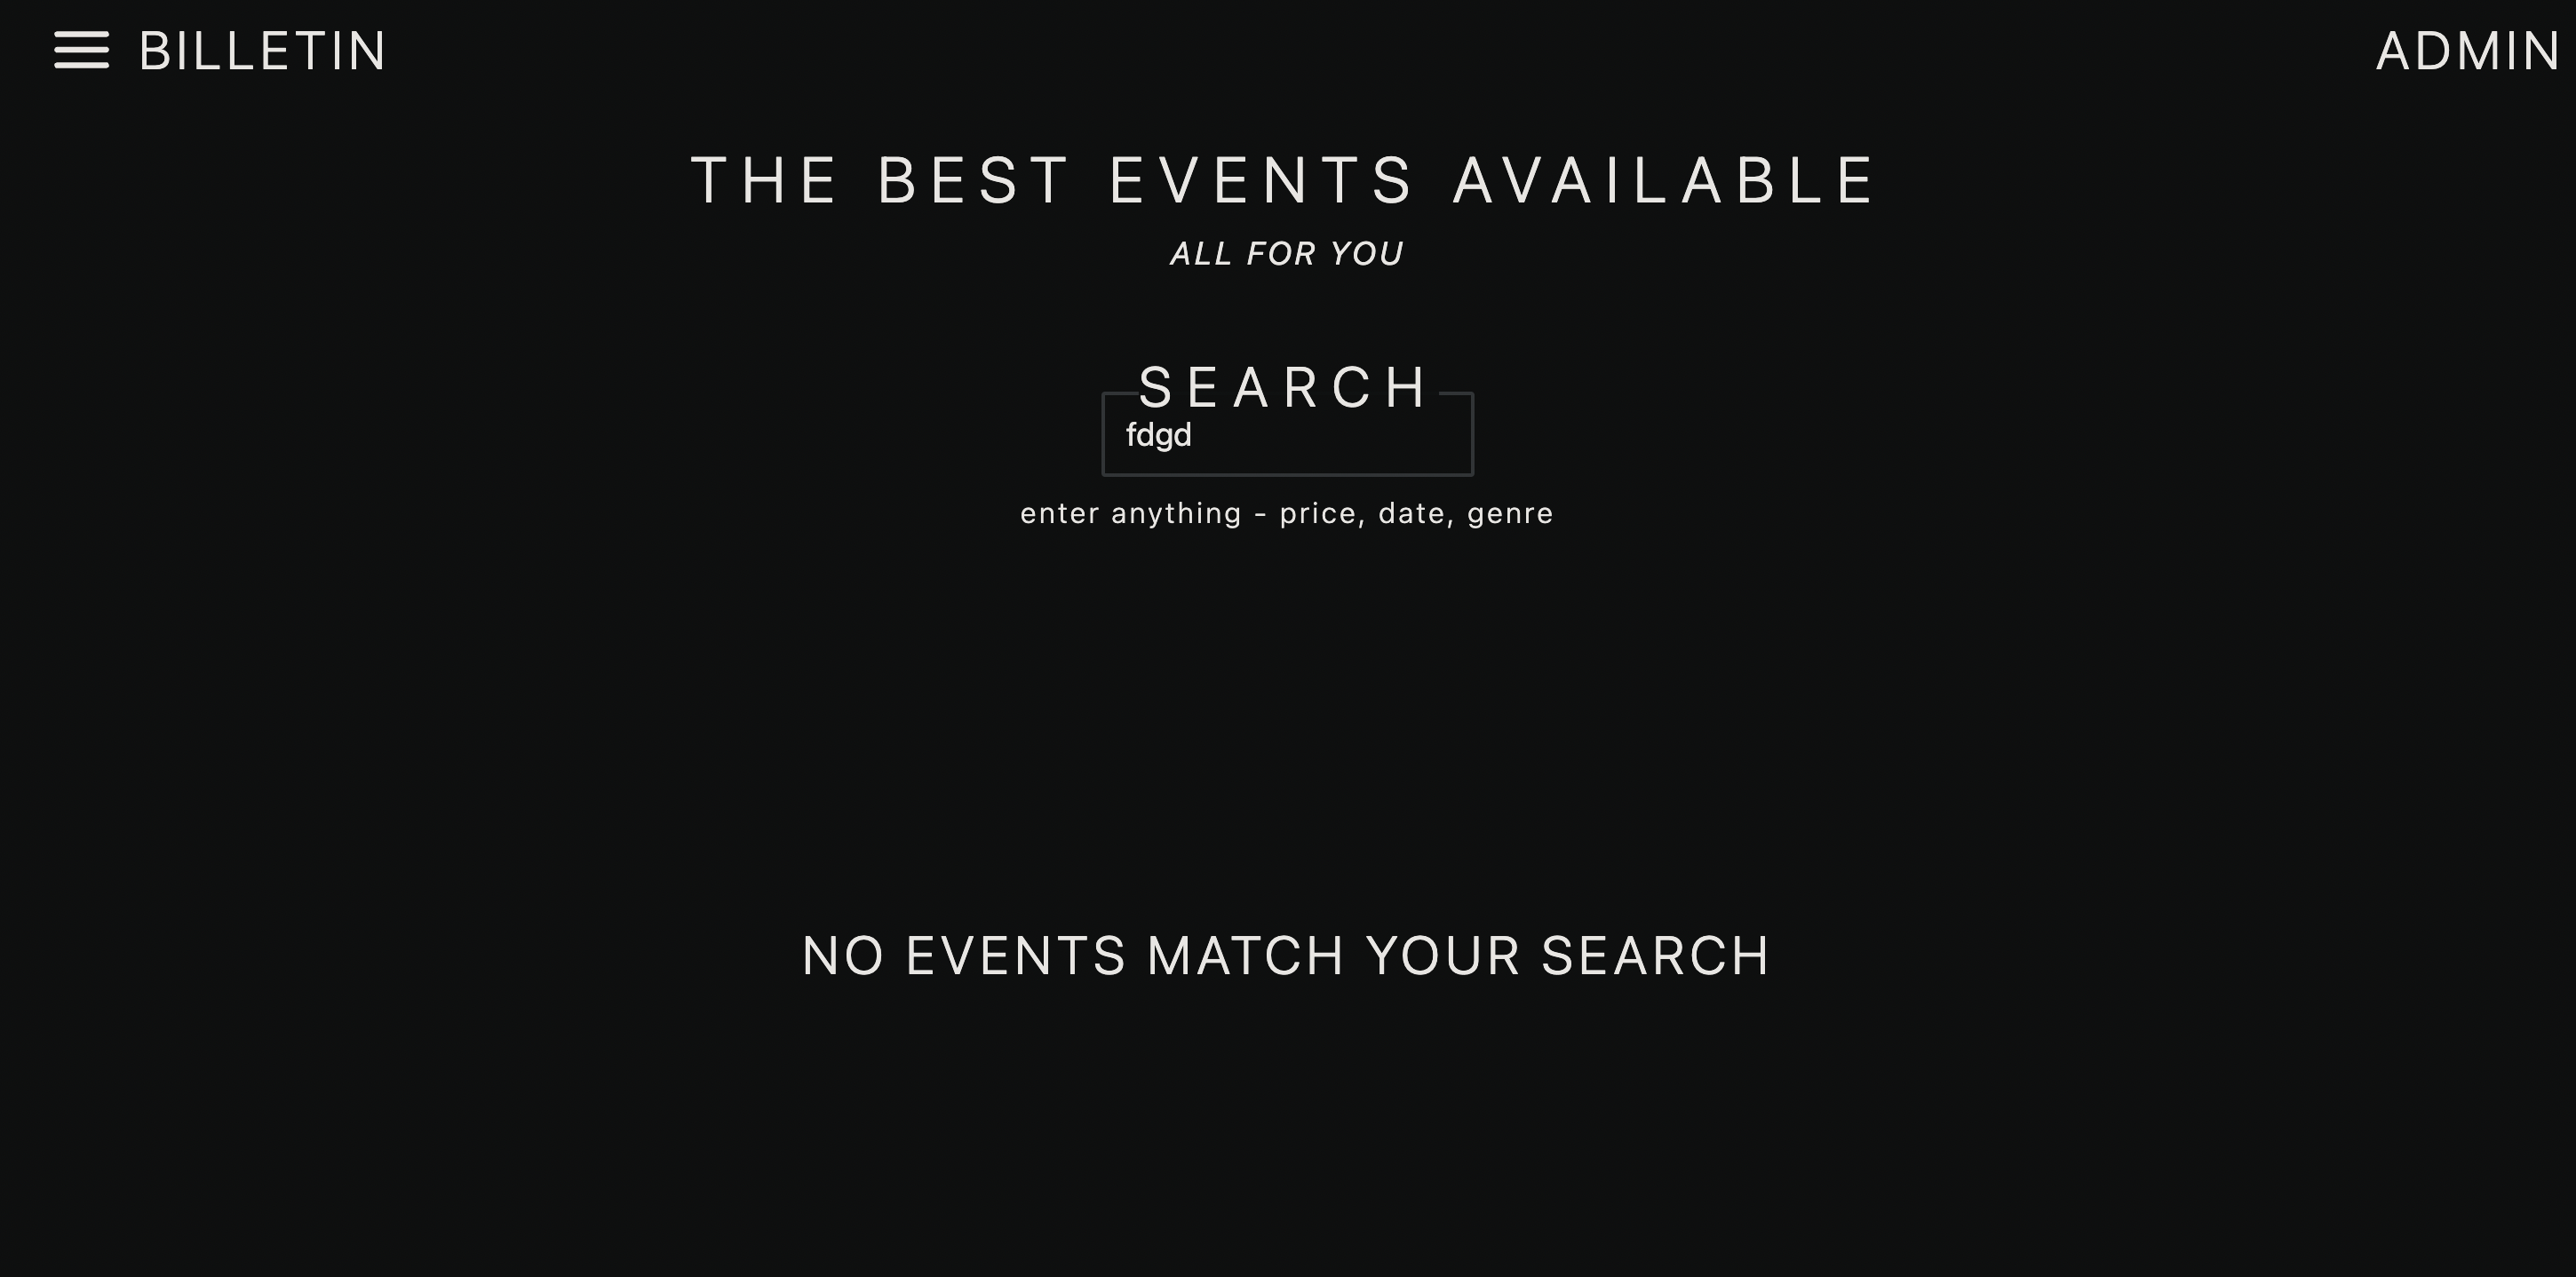 BILLETIN ADMIN
THE BEST EVENTS AVAILABLE
ALL FOR YOU
SEARCH
fdgd
enter anything - price, date, genre
NO EVENTS MATCH YOUR SEARCH